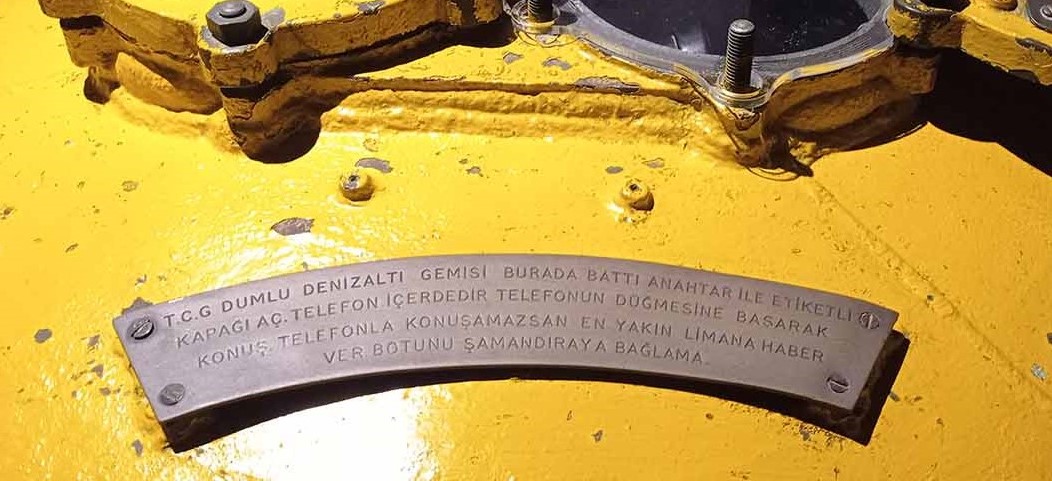 T.C.G DUMLU DENİZALTI GEMİSİ BURADA BATTI ANAHTAR İLE ETİKETLİ
KAPAĞI AÇ. TELEFON İÇERDEDİR TELEFONUN DÜĞMESİNE BASARAK
KONUŞ. TELEFONLA KONUŞAMAZSAN EN YAKIN LİMANA HABER
VER BOTUNU ŞAMANDIRAYA BAĞLAMA.